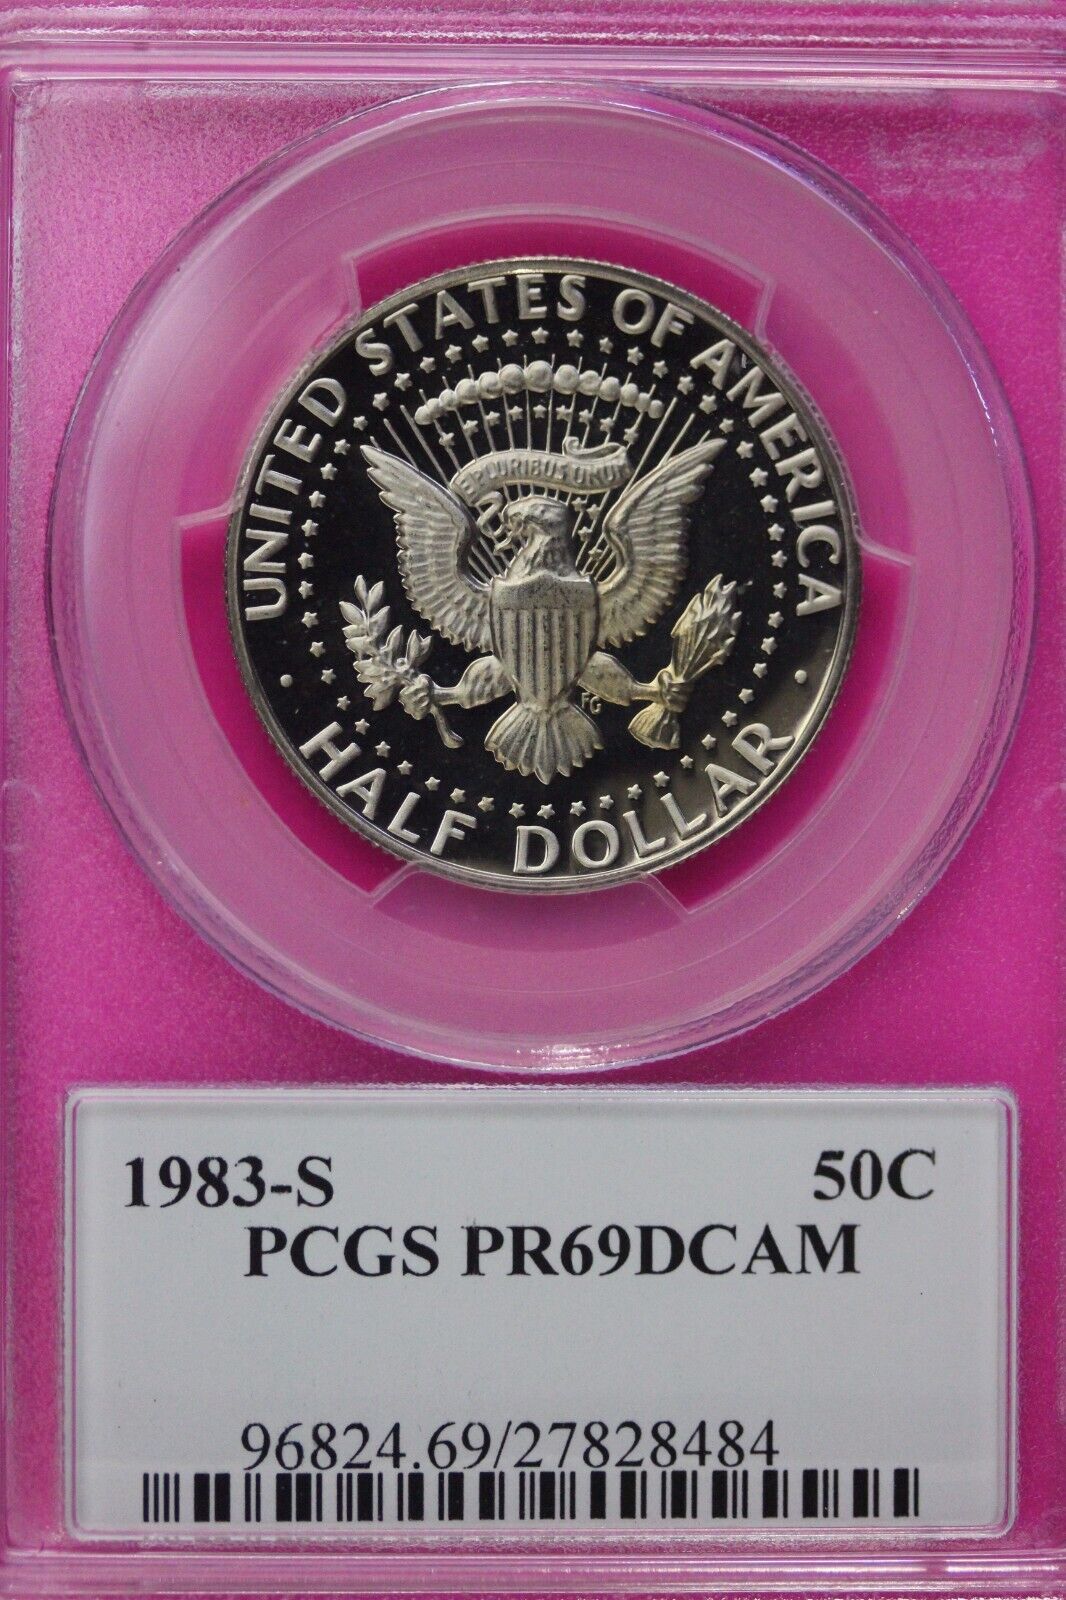 UNITED STATES OF AMERICA
E PLURIBUS UNUM
FG
· HALF DOLLAR ·
1983-S 50C
PCGS PR69DCAM
96824.69/27828484